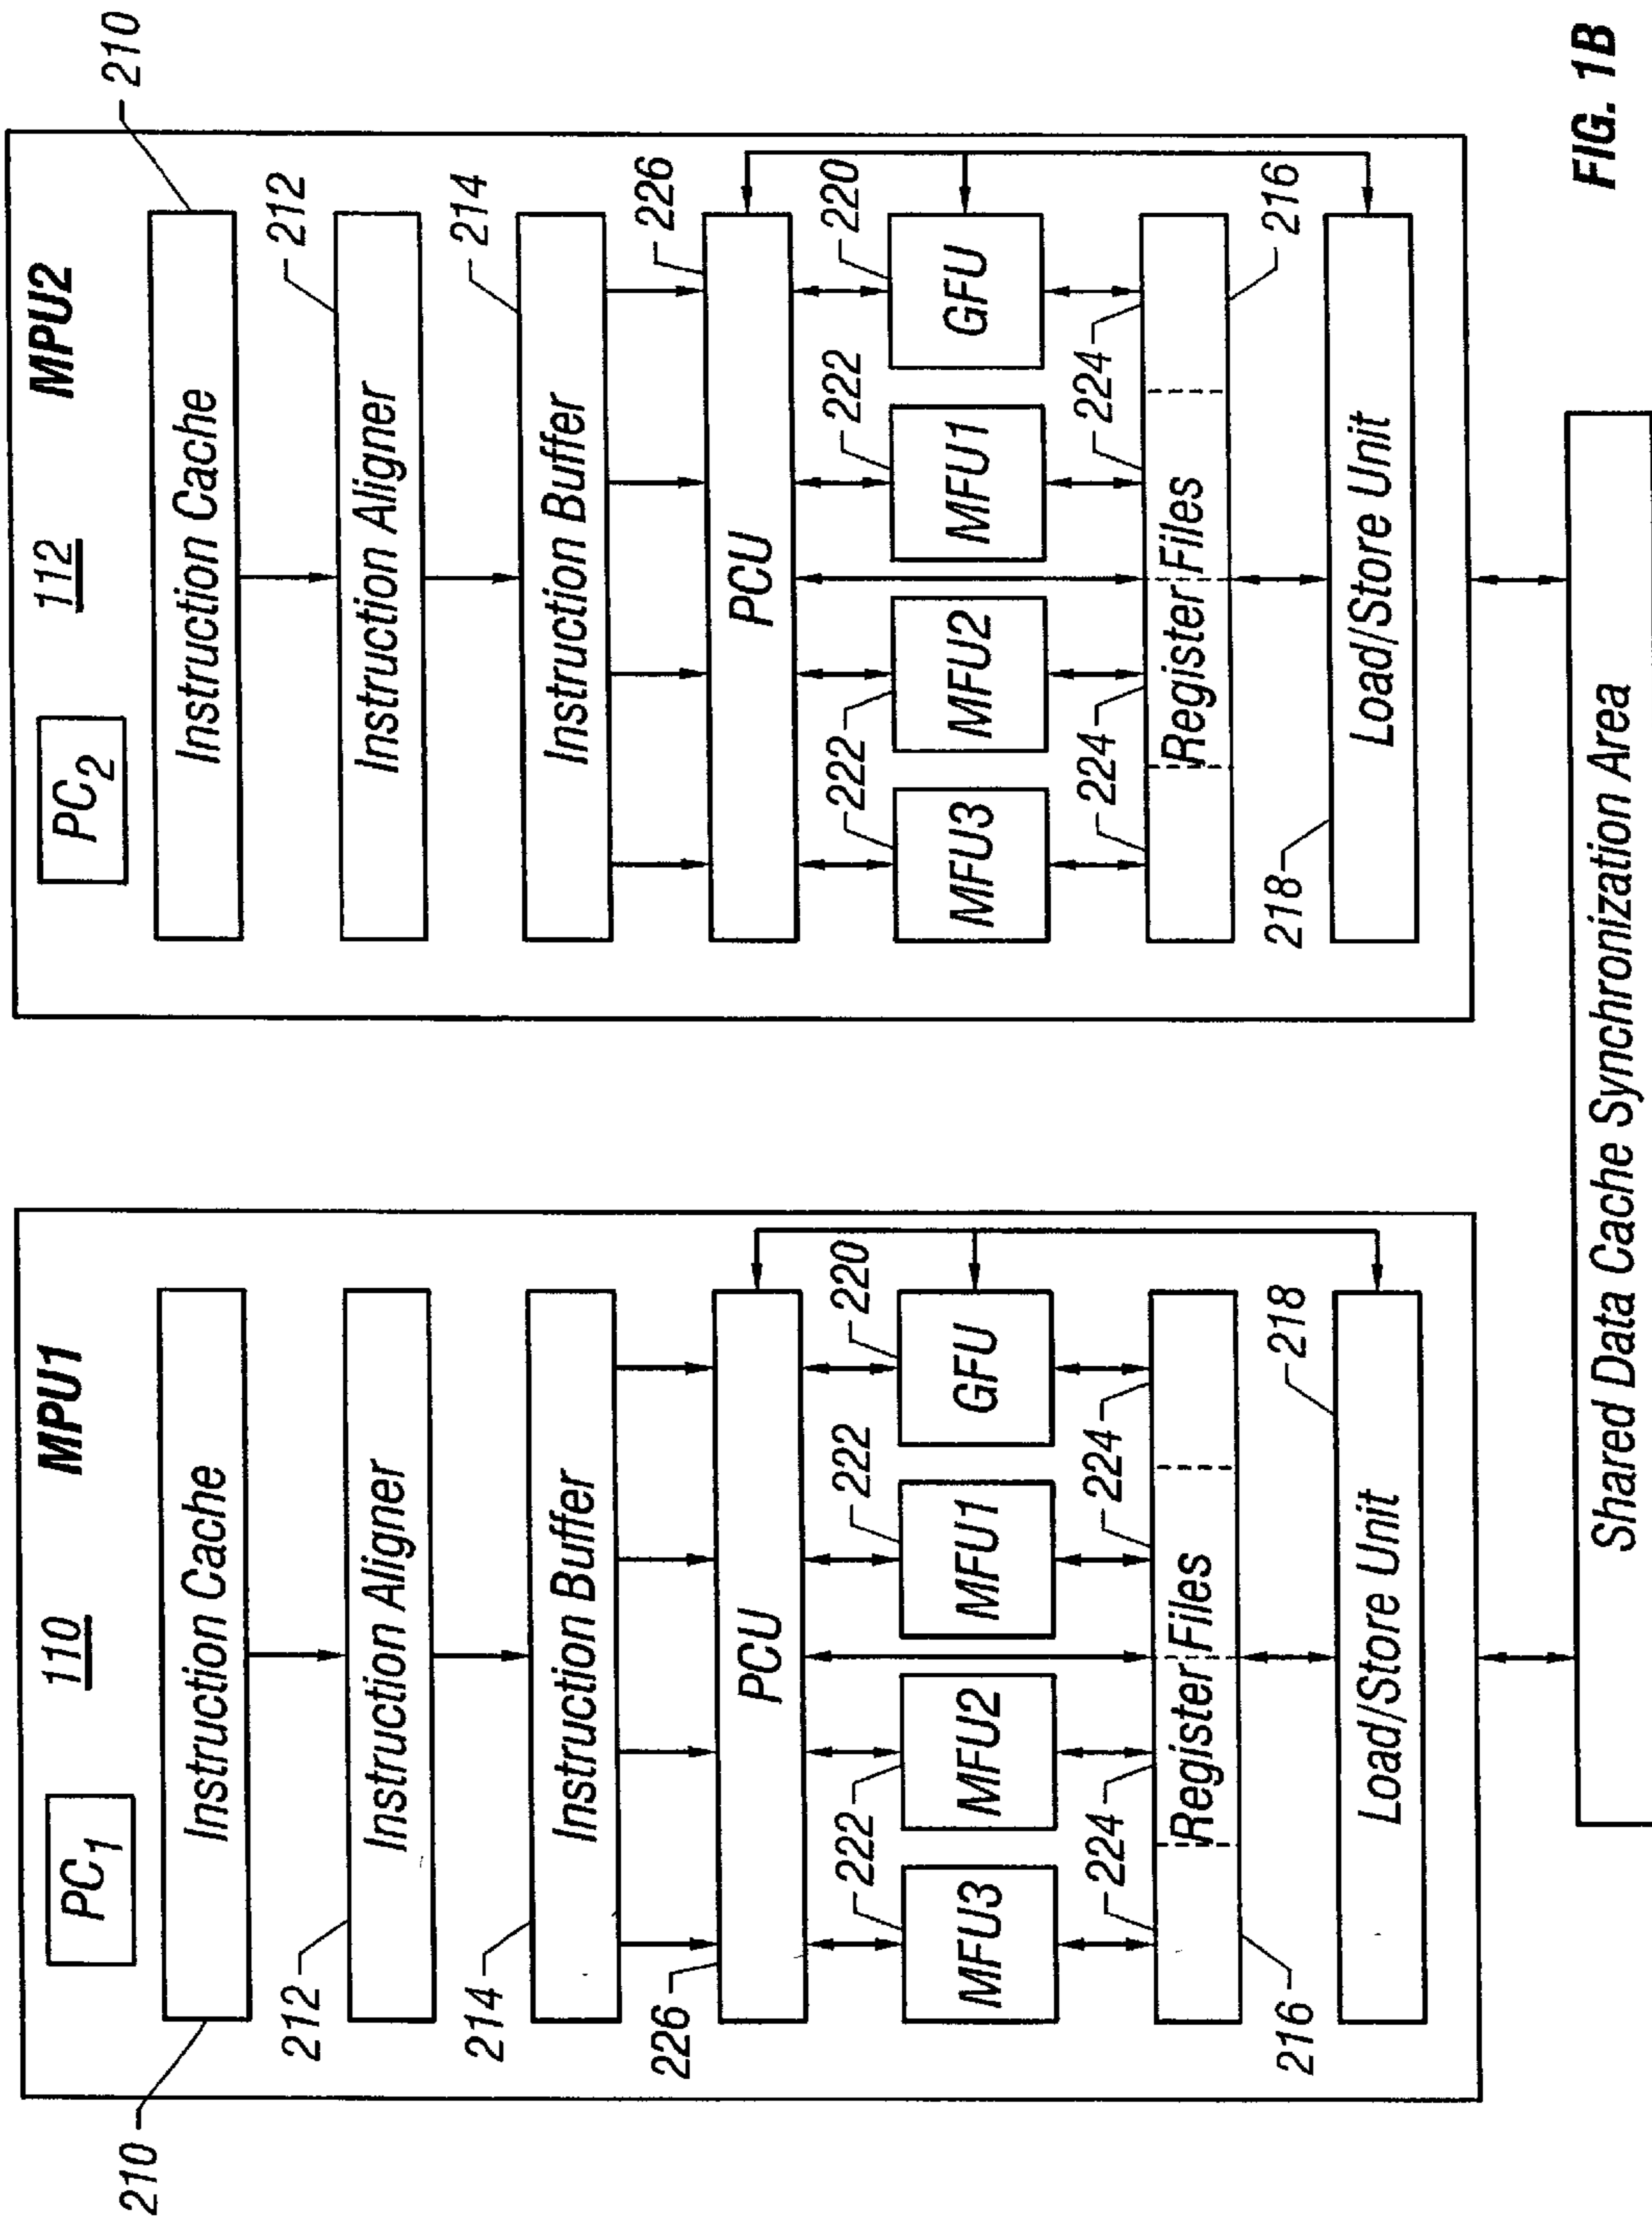 PC1
110
MPU1
210
Instruction Cache
212
Instruction Aligner
214
Instruction Buffer
226
PCU
222
222
220
MFU3
MFU2
MFU1
GFU
224
224
Register Files
216
218
Load/Store Unit
PC2
112
MPU2
210
Instruction Cache
212
Instruction Aligner
214
Instruction Buffer
226
PCU
222
222
220
MFU3
MFU2
MFU1
GFU
224
224
Register Files
216
218
Load/Store Unit
Shared Data Cache Synchronization Area
FIG. 1B